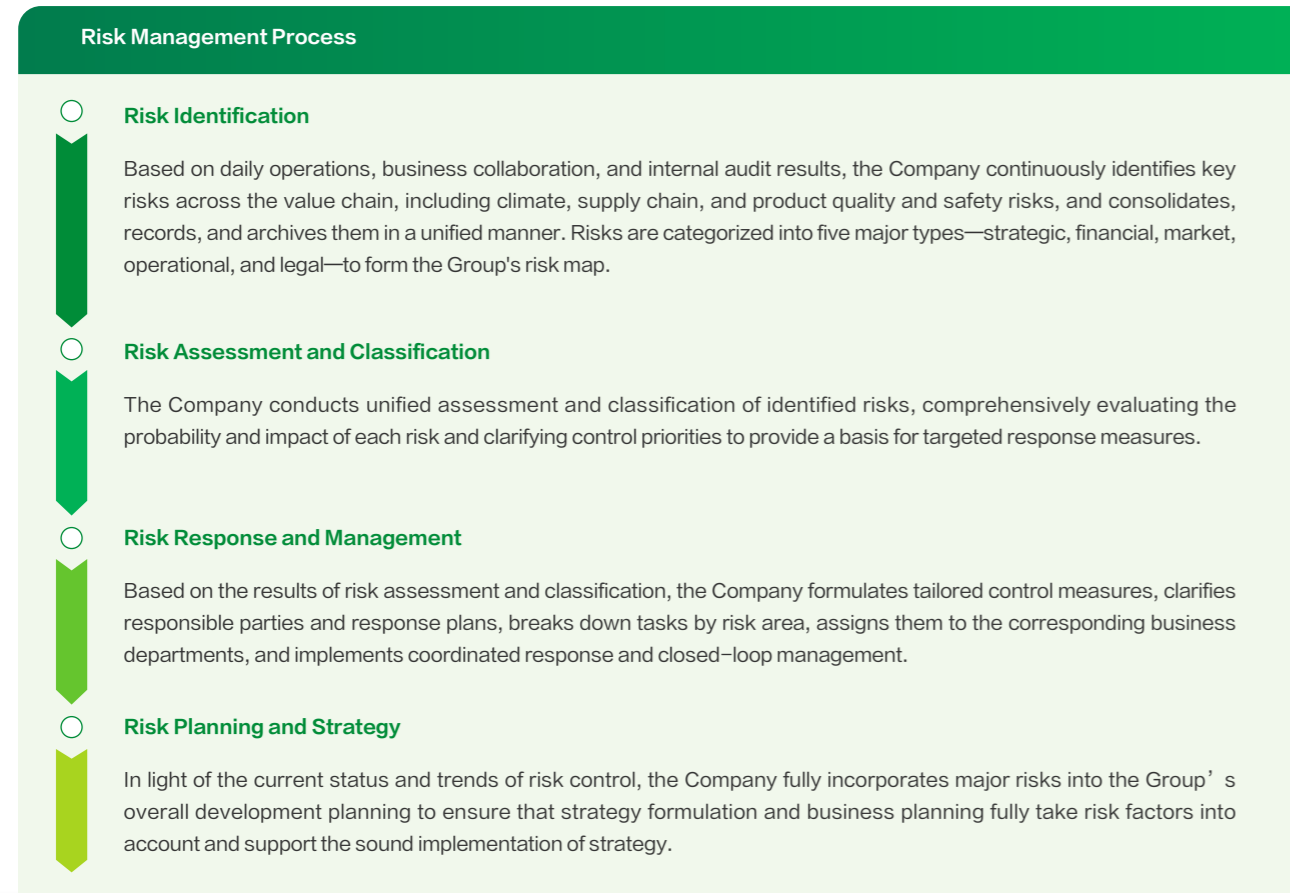 Risk Management Process
Risk Identification
Based on daily operations, business collaboration, and internal audit results, the Company continuously identifies key
risks across the value chain, including climate, supply chain, and product quality and safety risks, and consolidates,
records, and archives them in a unified manner. Risks are categorized into five major types—strategic, financial, market,
operational, and legal—to form the Group's risk map.
Risk Assessment and Classification
The Company conducts unified assessment and classification of identified risks, comprehensively evaluating the
probability and impact of each risk and clarifying control priorities to provide a basis for targeted response measures.
Risk Response and Management
Based on the results of risk assessment and classification, the Company formulates tailored control measures, clarifies
responsible parties and response plans, breaks down tasks by risk area, assigns them to the corresponding business
departments, and implements coordinated response and closed-loop management.
Risk Planning and Strategy
In light of the current status and trends of risk control, the Company fully incorporates major risks into the Group’s
overall development planning to ensure that strategy formulation and business planning fully take risk factors into
account and support the sound implementation of strategy.